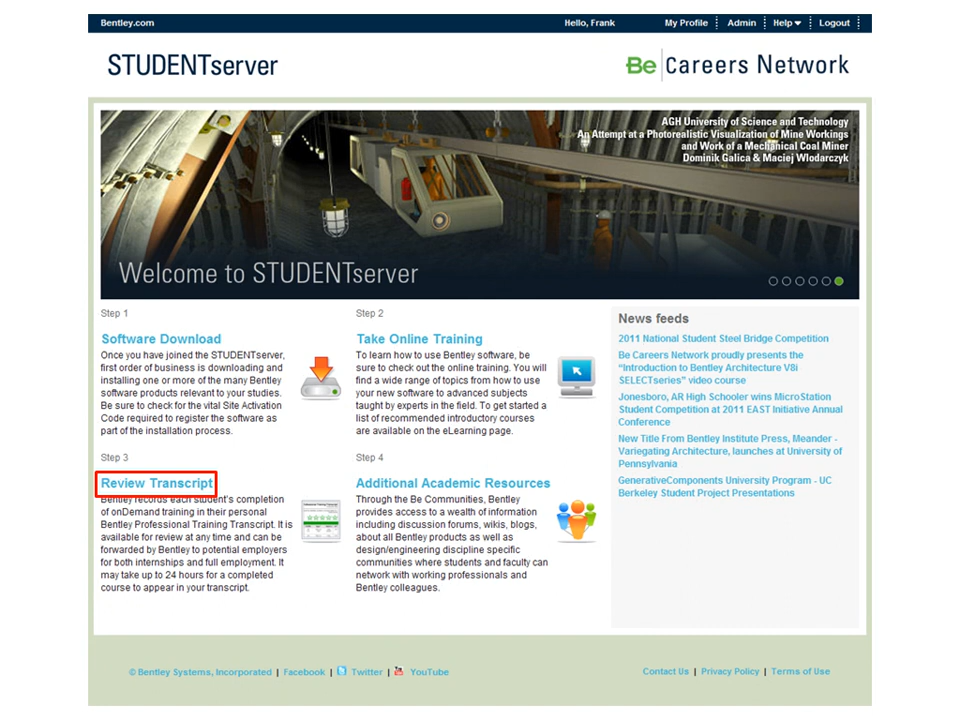 Bentley.com
Hello, Frank
My Profile
Admin
Help
Logout
STUDENTserver
Be Careers Network
AGH University of Science and Technology
An Attempt at a Photorealistic Visualization of Mine Workings
and Work of a Mechanical Coal Miner
Dominik Galica & Maciej Wlodarczyk
Welcome to STUDENTserver
Step 1
Software Download
Once you have joined the STUDENTserver,
first order of business is downloading and
installing one or more of the many Bentley
software products relevant to your studies.
Be sure to check for the vital Site Activation
Code required to register the software as
part of the installation process.
Step 2
Take Online Training
To learn how to use Bentley software, be
sure to check out the online training. You will
find a wide range of topics from how to use
your new software to advanced subjects
taught by experts in the field. To get started a
list of recommended introductory courses
are available on the eLearning page.
Step 3
Review Transcript
Bentley records each student's completion
of onDemand training in their personal
Bentley Professional Training Transcript. It is
available for review at any time and can be
forwarded by Bentley to potential employers
for both internships and full employment. It
may take up to 24 hours for a completed
course to appear in your transcript.
Step 4
Additional Academic Resources
Through the Be Communities, Bentley
provides access to a wealth of information
including discussion forums, wikis, blogs,
about all Bentley products as well as
design/engineering discipline specific
communities where students and faculty can
network with working professionals and
Bentley colleagues.
News feeds
2011 National Student Steel Bridge Competition
Be Careers Network proudly presents the
"Introduction to Bentley Architecture V8i
SELECTseries" video course
Jonesboro, AR High Schooler wins MicroStation
Student Competition at 2011 EAST Initiative Annual
Conference
New Title From Bentley Institute Press, Meander -
Variegating Architecture, launches at University of
Pennsylvania
GenerativeComponents University Program - UC
Berkeley Student Project Presentations
© Bentley Systems, Incorporated | Facebook | Twitter | YouTube
Contact Us | Privacy Policy | Terms of Use